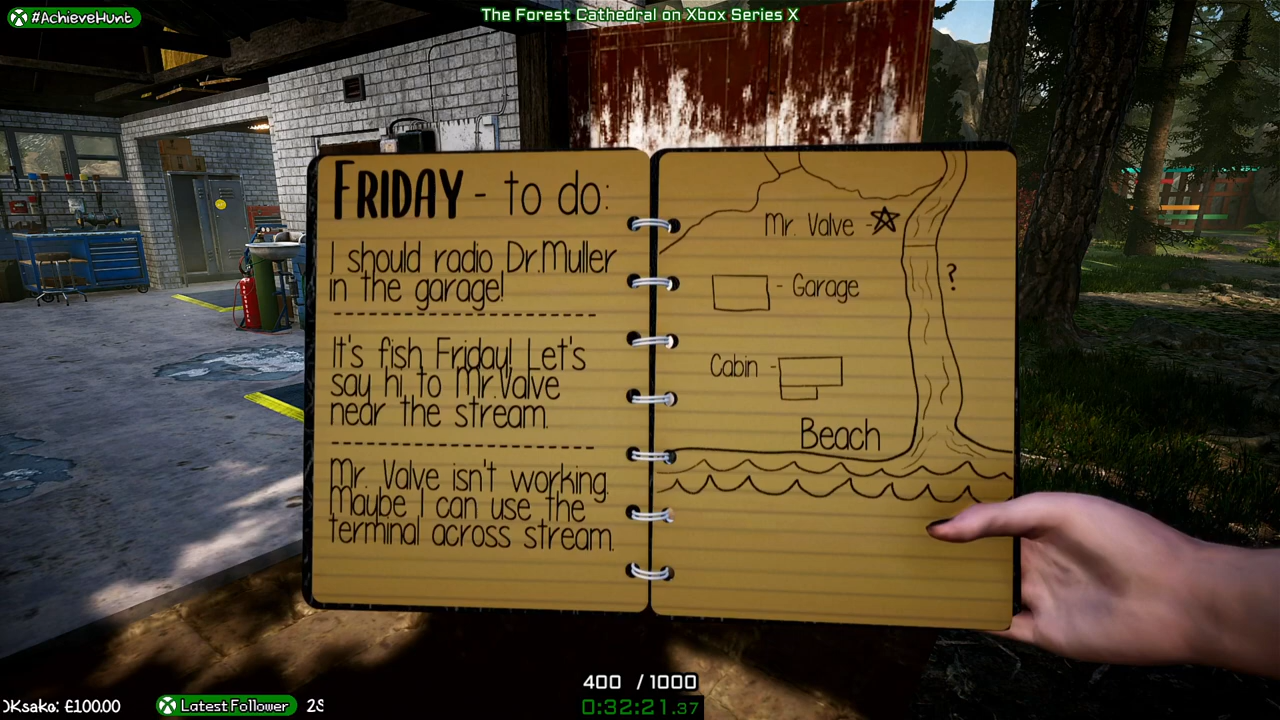 #AchieveHunt
The Forest Cathedral on Xbox Series X
FRIDAY - to do:
I should radio Dr.Muller
in the garage!
It's fish Friday! Let's
say hi to Mr.Valve
near the stream.
Mr. Valve isn't working.
Maybe I can use the
terminal across stream.
Mr. Valve -
?
- Garage
Cabin -
Beach
400 / 1000
0:32:21.37
Ksako: £100.00
Latest Follower